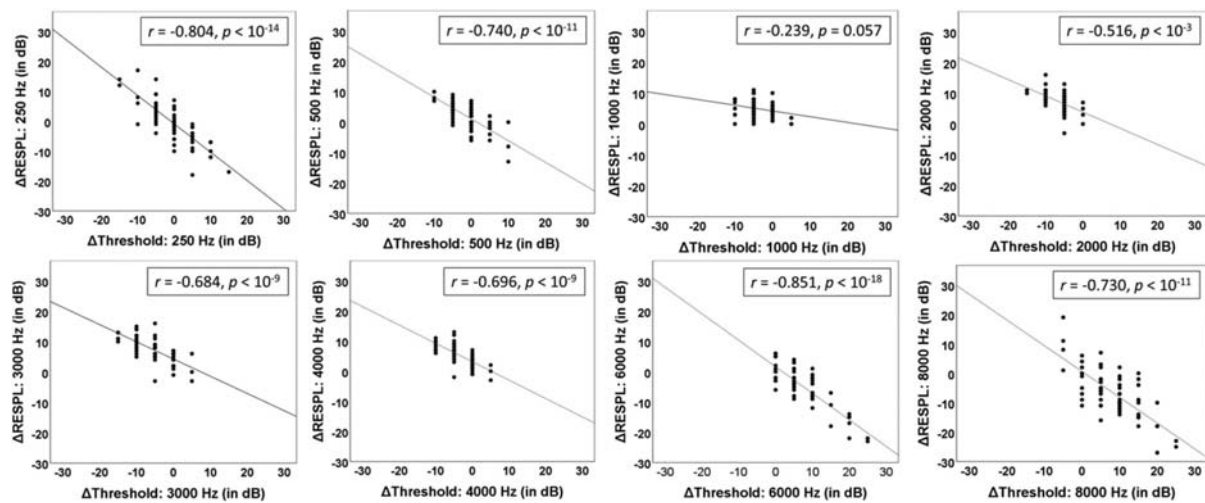 r = -0.804, p < 10-14
ΔRESPL: 250 Hz (in dB)
30
20
10
0
-10
-20
-30
-30 -20 -10 0 10 20 30
ΔThreshold: 250 Hz (in dB)
r = -0.740, p < 10-11
ΔRESPL: 500 Hz in dB)
30
20
10
0
-10
-20
-30
-30 -20 -10 0 10 20 30
ΔThreshold: 500 Hz (in dB)
r = -0.239, p = 0.057
ΔRESPL: 1000 Hz (in dB)
30
20
10
0
-10
-20
-30
-30 -20 -10 0 10 20 30
ΔThreshold: 1000 Hz (in dB)
r = -0.516, p < 10-3
ΔRESPL: 2000 Hz (in dB)
30
20
10
0
-10
-20
-30
-30 -20 -10 0 10 20 30
ΔThreshold: 2000 Hz (in dB)
r = -0.684, p < 10-9
ΔRESPL: 3000 Hz (in dB)
30
20
10
0
-10
-20
-30
-30 -20 -10 0 10 20 30
ΔThreshold: 3000 Hz (in dB)
r = -0.696, p < 10-9
ΔRESPL: 4000 Hz (in dB)
30
20
10
0
-10
-20
-30
-30 -20 -10 0 10 20 30
ΔThreshold: 4000 Hz (in dB)
r = -0.851, p < 10-18
ΔRESPL: 6000 Hz (in dB)
30
20
10
0
-10
-20
-30
-30 -20 -10 0 10 20 30
ΔThreshold: 6000 Hz (in dB)
r = -0.730, p < 10-11
ΔRESPL: 8000 Hz (in dB)
30
20
10
0
-10
-20
-30
-30 -20 -10 0 10 20 30
ΔThreshold: 8000 Hz (in dB)